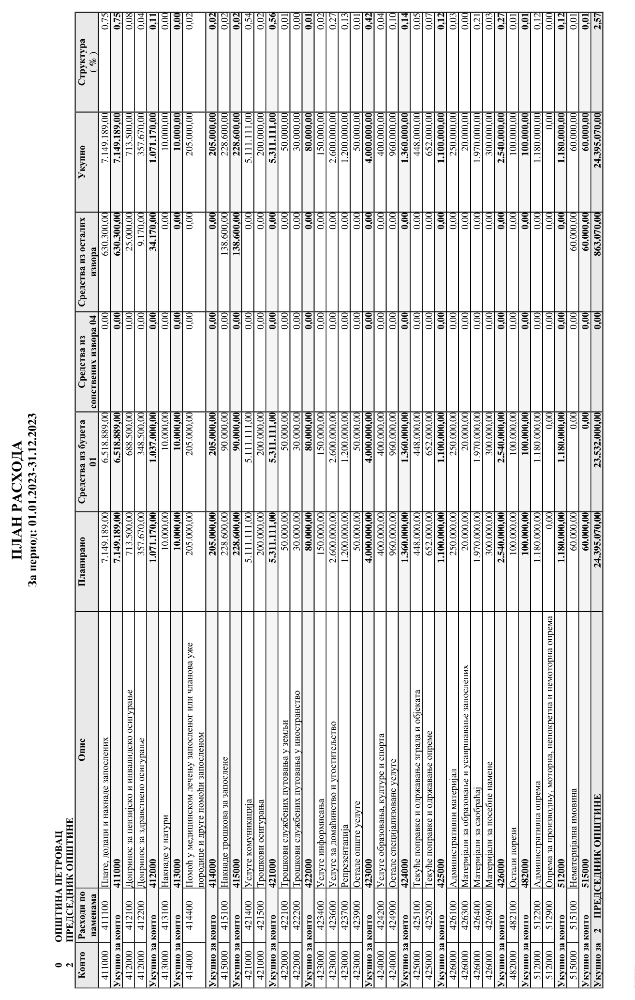 ПЛАН РАСХОДА
За период: 01.01.2023-31.12.2023
0 ОПШТИНА ПЕТРОВАЦ
2 ПРЕДСЕДНИК ОПШТИНЕ
Конто Расходи по наменама Опис Планирано Средства из буџета 01 Средства из сопствених извора 04 Средства из осталих извора Укупно Структура ( % )
411000 411100 Плате, додаци и накнаде запослених 7.149.189,00 6.518.889,00 0,00 630.300,00 7.149.189,00 0,75
Укупно за конто 411000 7.149.189,00 6.518.889,00 0,00 630.300,00 7.149.189,00 0,75
412000 412100 Допринос за пензијско и инвалидско осигурање 713.500,00 688.500,00 0,00 25.000,00 713.500,00 0,08
412000 412200 Допринос за здравствено осигурање 357.670,00 348.500,00 0,00 9.170,00 357.670,00 0,04
Укупно за конто 412000 1.071.170,00 1.037.000,00 0,00 34.170,00 1.071.170,00 0,11
413000 413100 Накнаде у натури 10.000,00 10.000,00 0,00 0,00 10.000,00 0,00
Укупно за конто 413000 10.000,00 10.000,00 0,00 0,00 10.000,00 0,00
414000 414400 Помоћ у медицинском лечењу запосленог или чланова уже 205.000,00 205.000,00 0,00 0,00 205.000,00 0,02
породице и друге помоћи запосленом
Укупно за конто 414000 205.000,00 205.000,00 0,00 0,00 205.000,00 0,02
415000 415100 Накнаде трошкова за запослене 228.600,00 90.000,00 0,00 138.600,00 228.600,00 0,02
Укупно за конто 415000 228.600,00 90.000,00 0,00 138.600,00 228.600,00 0,02
421000 421400 Услуге комуникација 5.111.111,00 5.111.111,00 0,00 0,00 5.111.111,00 0,54
421000 421500 Трошкови осигурања 200.000,00 200.000,00 0,00 0,00 200.000,00 0,02
Укупно за конто 421000 5.311.111,00 5.311.111,00 0,00 0,00 5.311.111,00 0,56
422000 422100 Трошкови службених путовања у земљи 50.000,00 50.000,00 0,00 0,00 50.000,00 0,01
422000 422200 Трошкови службених путовања у иностранство 30.000,00 30.000,00 0,00 0,00 30.000,00 0,00
Укупно за конто 422000 80.000,00 80.000,00 0,00 0,00 80.000,00 0,01
423000 423400 Услуге информисања 150.000,00 150.000,00 0,00 0,00 150.000,00 0,02
423000 423600 Услуге за домаћинство и угоститељство 2.600.000,00 2.600.000,00 0,00 0,00 2.600.000,00 0,27
423000 423700 Репрезентација 1.200.000,00 1.200.000,00 0,00 0,00 1.200.000,00 0,13
423000 423900 Остале опште услуге 50.000,00 50.000,00 0,00 0,00 50.000,00 0,01
Укупно за конто 423000 4.000.000,00 4.000.000,00 0,00 0,00 4.000.000,00 0,42
424000 424200 Услуге образовања, културе и спорта 400.000,00 400.000,00 0,00 0,00 400.000,00 0,04
424000 424900 Остале специјализоване услуге 960.000,00 960.000,00 0,00 0,00 960.000,00 0,10
Укупно за конто 424000 1.360.000,00 1.360.000,00 0,00 0,00 1.360.000,00 0,14
425000 425100 Текуће поправке и одржавање зграда и објеката 448.000,00 448.000,00 0,00 0,00 448.000,00 0,05
425000 425200 Текуће поправке и одржавање опреме 652.000,00 652.000,00 0,00 0,00 652.000,00 0,07
Укупно за конто 425000 1.100.000,00 1.100.000,00 0,00 0,00 1.100.000,00 0,12
426000 426100 Административни материјал 250.000,00 250.000,00 0,00 0,00 250.000,00 0,03
426000 426300 Материјали за образовање и усавршавање запослених 20.000,00 20.000,00 0,00 0,00 20.000,00 0,00
426000 426400 Материјали за саобраћај 1.970.000,00 1.970.000,00 0,00 0,00 1.970.000,00 0,21
426000 426900 Материјали за посебне намене 300.000,00 300.000,00 0,00 0,00 300.000,00 0,03
Укупно за конто 426000 2.540.000,00 2.540.000,00 0,00 0,00 2.540.000,00 0,27
482000 482100 Остали порези 100.000,00 100.000,00 0,00 0,00 100.000,00 0,01
Укупно за конто 482000 100.000,00 100.000,00 0,00 0,00 100.000,00 0,01
512000 512200 Административна опрема 1.180.000,00 1.180.000,00 0,00 0,00 1.180.000,00 0,12
512000 512900 Опрема за производњу, моторна, непокретна и немоторна опрема 0,00 0,00 0,00 0,00 0,00 0,00
Укупно за конто 512000 1.180.000,00 1.180.000,00 0,00 0,00 1.180.000,00 0,12
515000 515100 Нематеријална имовина 60.000,00 0,00 0,00 60.000,00 60.000,00 0,01
Укупно за конто 515000 60.000,00 0,00 0,00 60.000,00 60.000,00 0,01
Укупно за 2 ПРЕДСЕДНИК ОПШТИНЕ 24.395.070,00 23.532.000,00 0,00 863.070,00 24.395.070,00 2,57